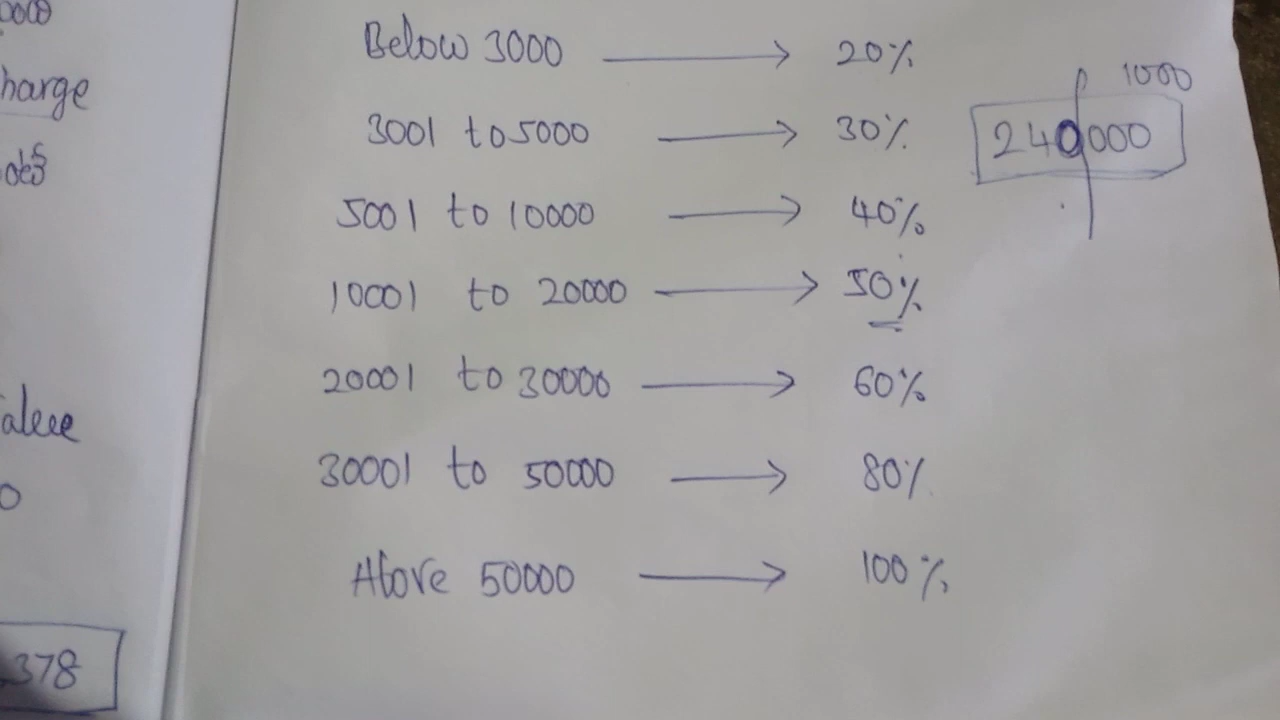 Below 3000 → 20%
3001 to 5000 → 30%
5001 to 10000 → 40%
10001 to 20000 → 50%
20001 to 30000 → 60%
30001 to 50000 → 80%
Above 50000 → 100%
1000
240000
harge
378